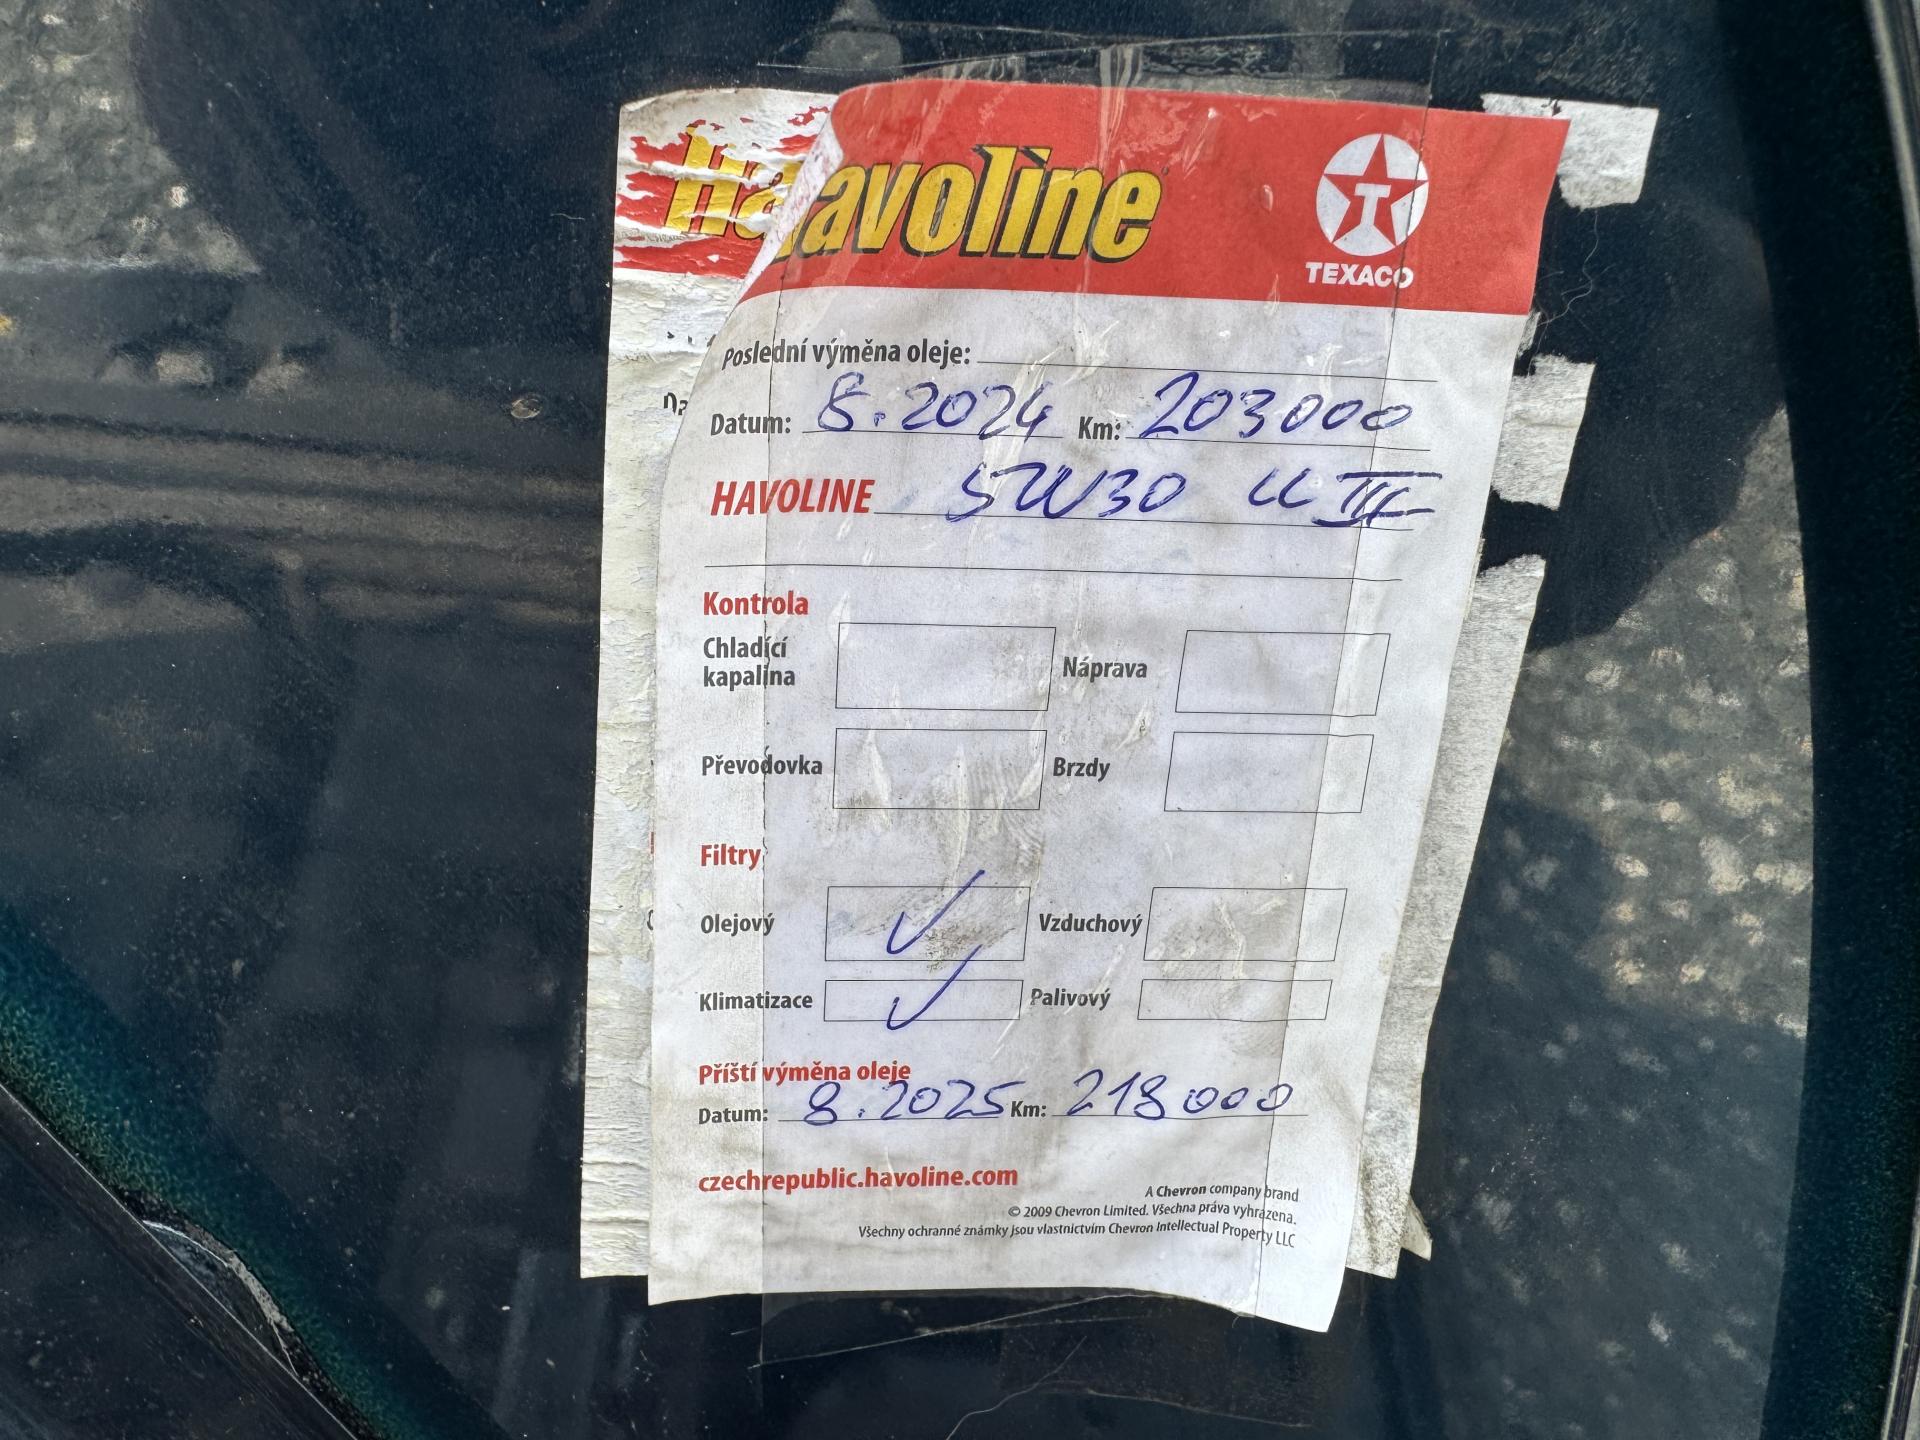 Havoline
TEXACO
Poslední výměna oleje:
Datum: 8.2024 Km: 203000
HAVOLINE 5W30 LL III
Kontrola
Chladící kapalina
Náprava
Převodovka
Brzdy
Filtry
Olejový ✓
Vzduchový
Klimatizace ✓
Palivový
Příští výměna oleje
Datum: 8.2025 Km: 218000
czechrepublic.havoline.com
A Chevron company brand
© 2009 Chevron Limited. Všechna práva vyhrazena.
Všechny ochranné známky jsou vlastnictvím Chevron Intellectual Property LLC